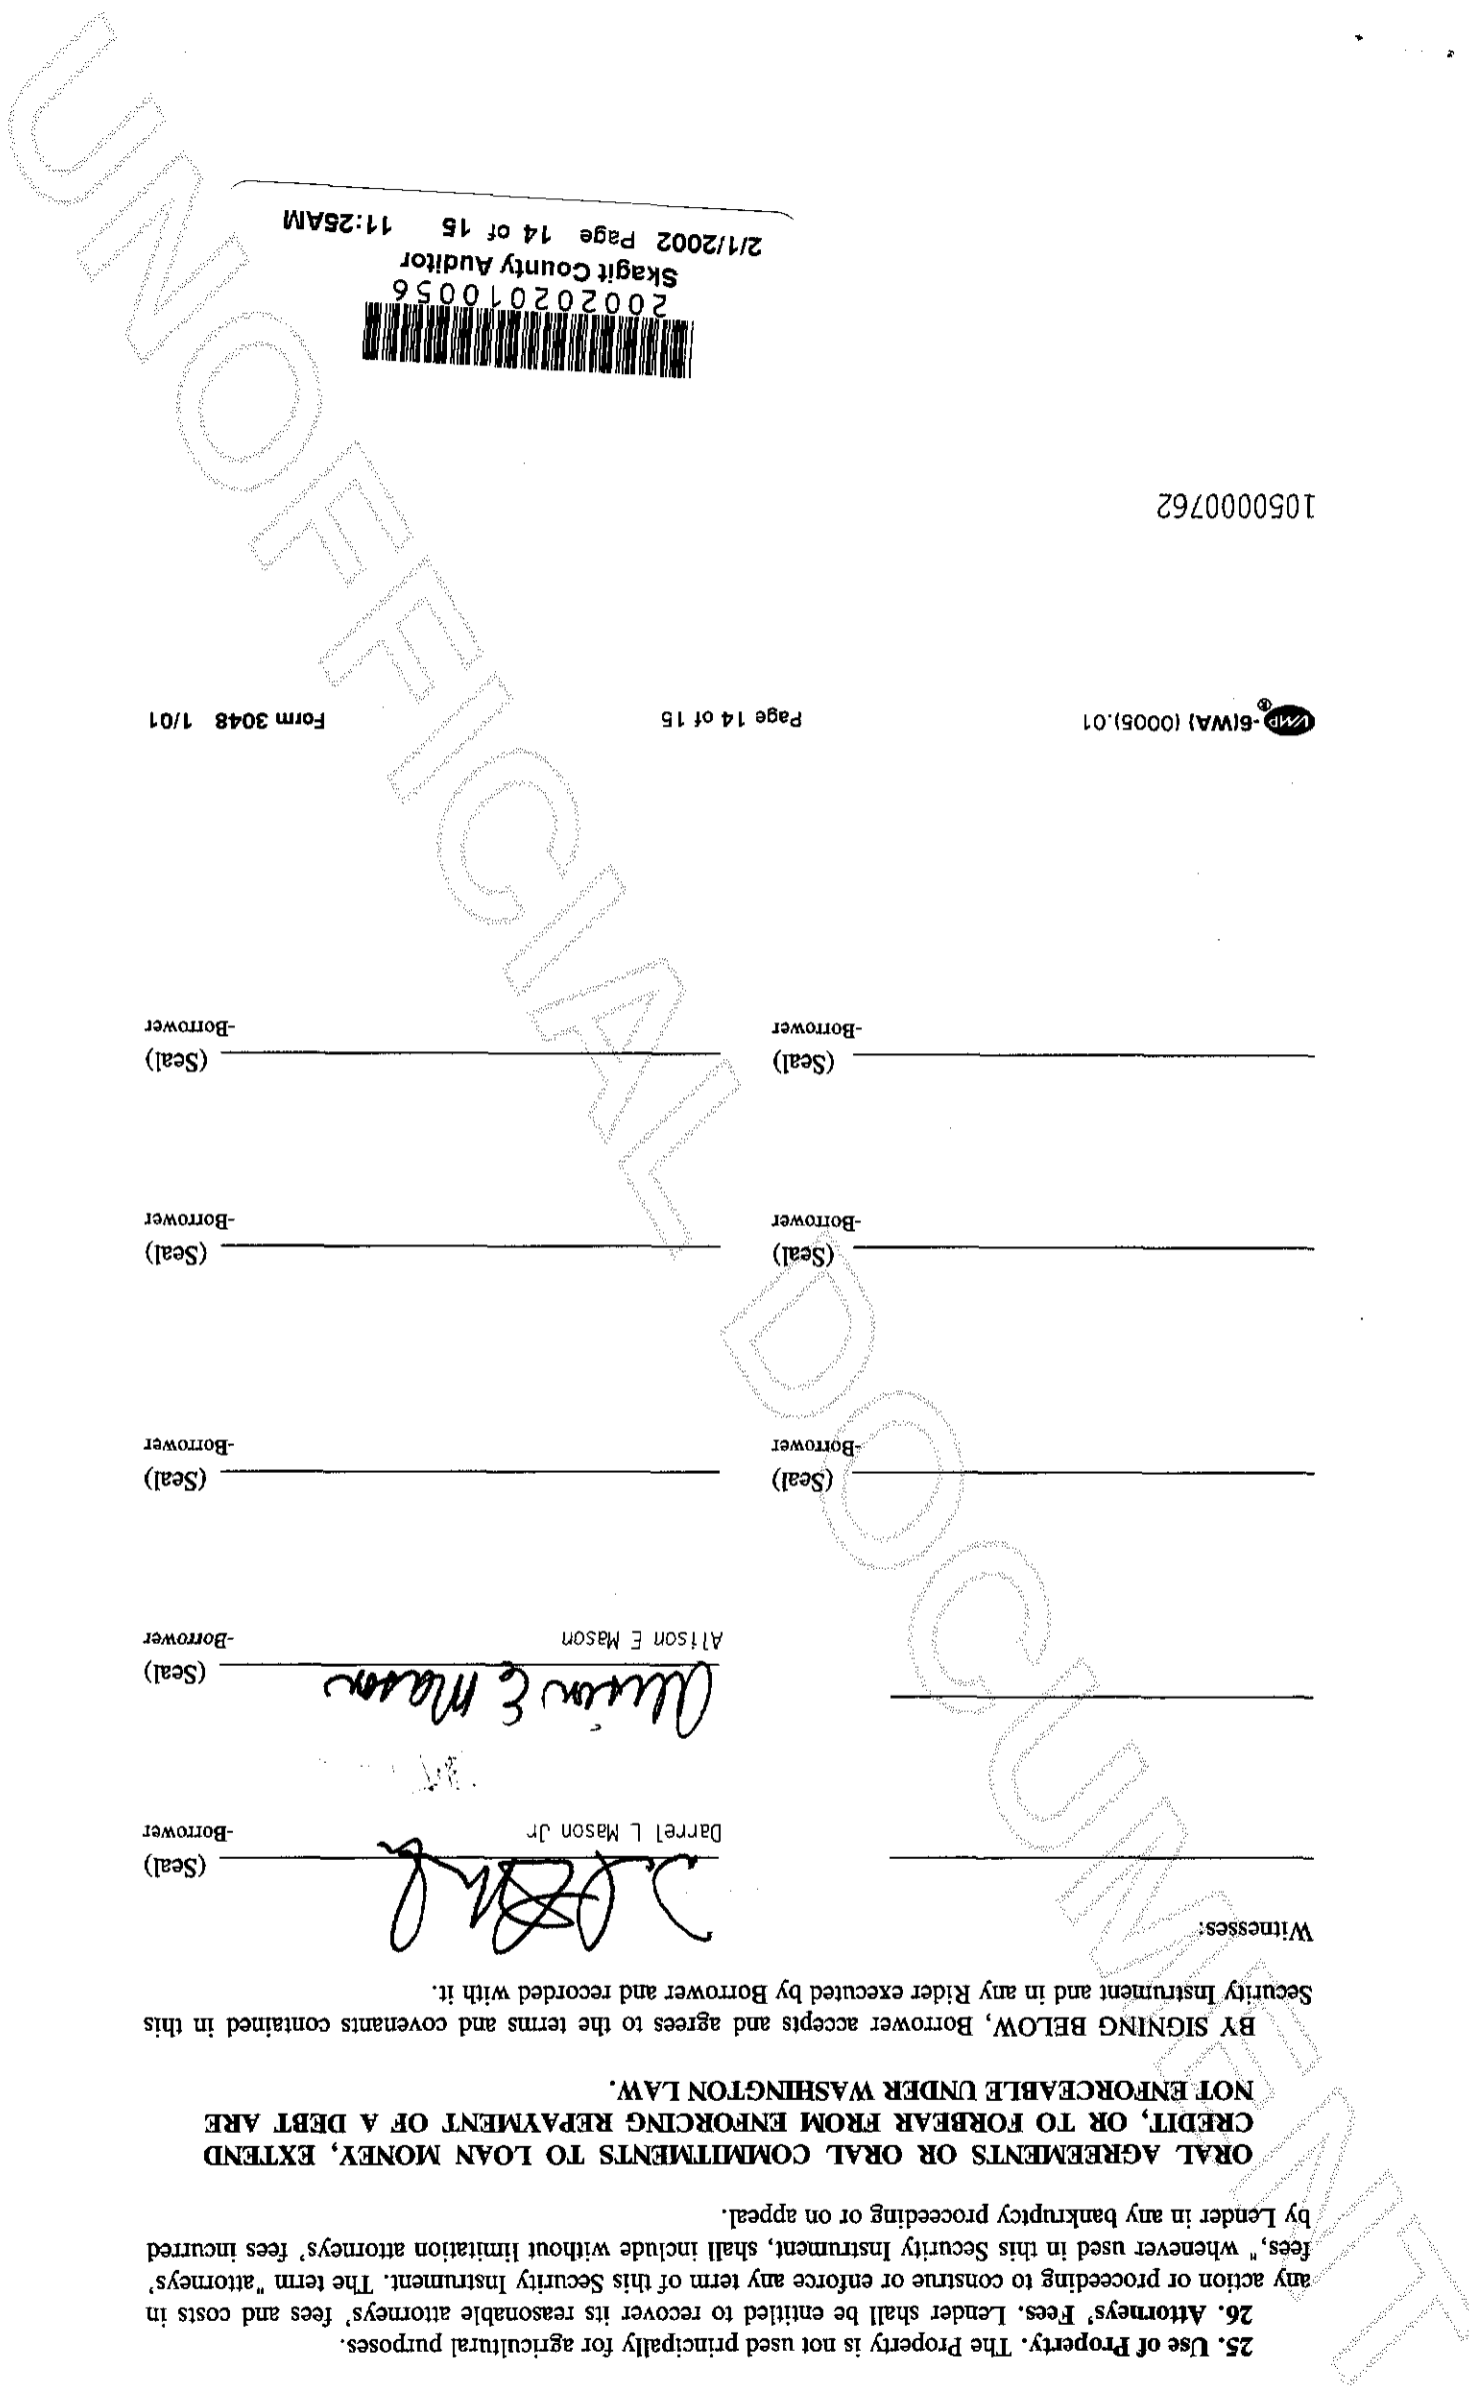 25. Use of Property. The Property is not used principally for agricultural purposes.
26. Attorneys' Fees. Lender shall be entitled to recover its reasonable attorneys' fees and costs in
any action or proceeding to construe or enforce any term of this Security Instrument. The term "attorneys'
fees," whenever used in this Security Instrument, shall include without limitation attorneys' fees incurred
by Lender in any bankruptcy proceeding or on appeal.
ORAL AGREEMENTS OR ORAL COMMITMENTS TO LOAN MONEY, EXTEND
CREDIT, OR TO FORBEAR FROM ENFORCING REPAYMENT OF A DEBT ARE
NOT ENFORCEABLE UNDER WASHINGTON LAW.
BY SIGNING BELOW, Borrower accepts and agrees to the terms and covenants contained in this
Security Instrument and in any Rider executed by Borrower and recorded with it.
Witnesses:
(Seal)
Darrel L Mason Jr -Borrower
Alison E Mason (Seal)
Alison E Mason -Borrower
(Seal) (Seal)
-Borrower -Borrower
(Seal) (Seal)
-Borrower -Borrower
(Seal) (Seal)
-Borrower -Borrower
VMP®-6(WA) (0005).01 Page 14 of 15 Form 3048 1/01
105000762
200202010056
Skagit County Auditor
2/1/2002 Page 14 of 15 11:25AM
UNOFFICIAL DOCUMENT